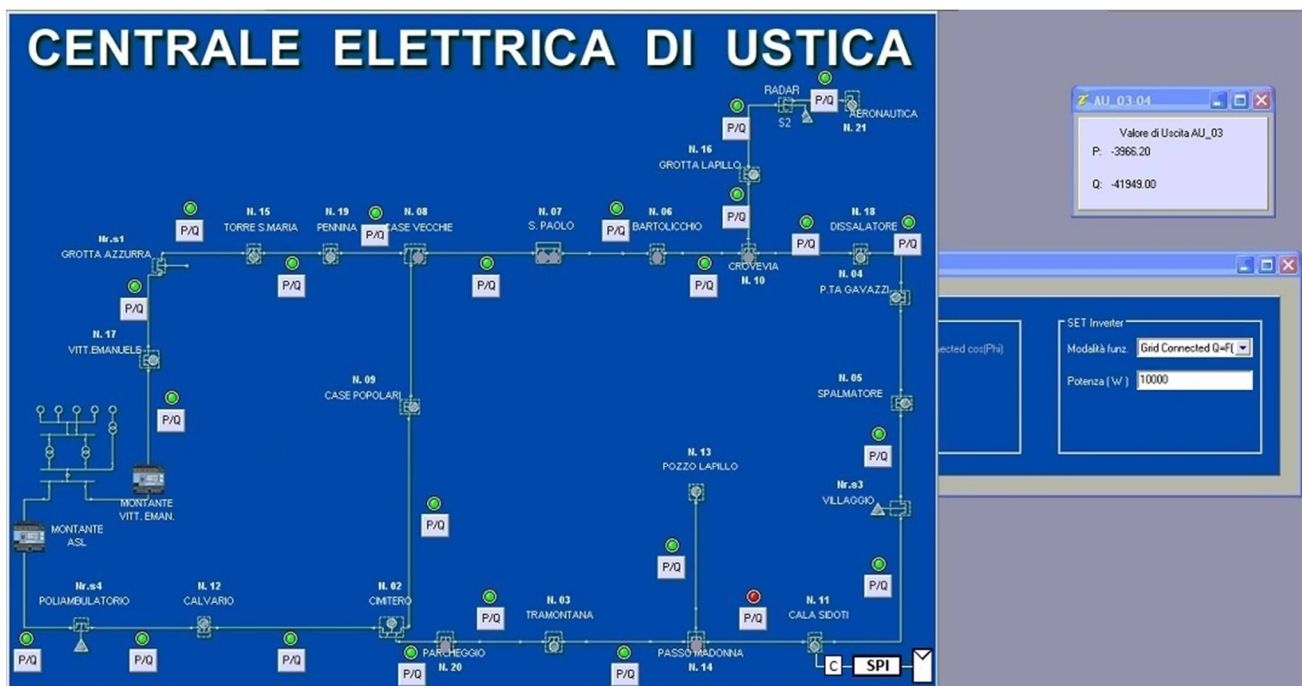 CENTRALE ELETTRICA DI USTICA
RADAR
P/Q
AERONAUTICA
S2
N. 21
P/Q
N. 16
GROTTA LAPILLO
P/Q
N. 15
TORRE S.MARIA
N. 19
PENNINA
P/Q
N. 08
CASE VECCHIE
N. 07
S. PAOLO
P/Q
N. 06
BARTOLICCHIO
P/Q
P/Q
N. 18
DISSALATORE
P/Q
Nr.s1
GROTTA AZZURRA
P/Q
P/Q
P/Q
CROVEVIA
N. 10
N. 04
P.TA GAVAZZI
P/Q
N. 17
VITT.EMANUELE
P/Q
N. 09
CASE POPOLARI
N. 05
SPALMATORE
P/Q
N. 13
POZZO LAPILLO
P/Q
MONTANTE
VITT. EMAN.
MONTANTE
ASL
Nr.s3
VILLAGGIO
P/Q
P/Q
P/Q
Nr.s4
POLIAMBULATORIO
N. 12
CALVARIO
N. 02
CIMITERO
P/Q
N. 03
TRAMONTANA
P/Q
N. 11
CALA SIDOTI
P/Q
P/Q
P/Q
P/Q
PARCHEGGIO
N. 20
P/Q
PASSO MADONNA
N. 14
C
SPI
AU_03-04
Valore di Uscita AU_03
P: -3966.20
Q: -41949.00
nected cos(Phi)
SET Inverter
Modalità funz. Grid Connected Q=F(
Potenza ( W ) 10000